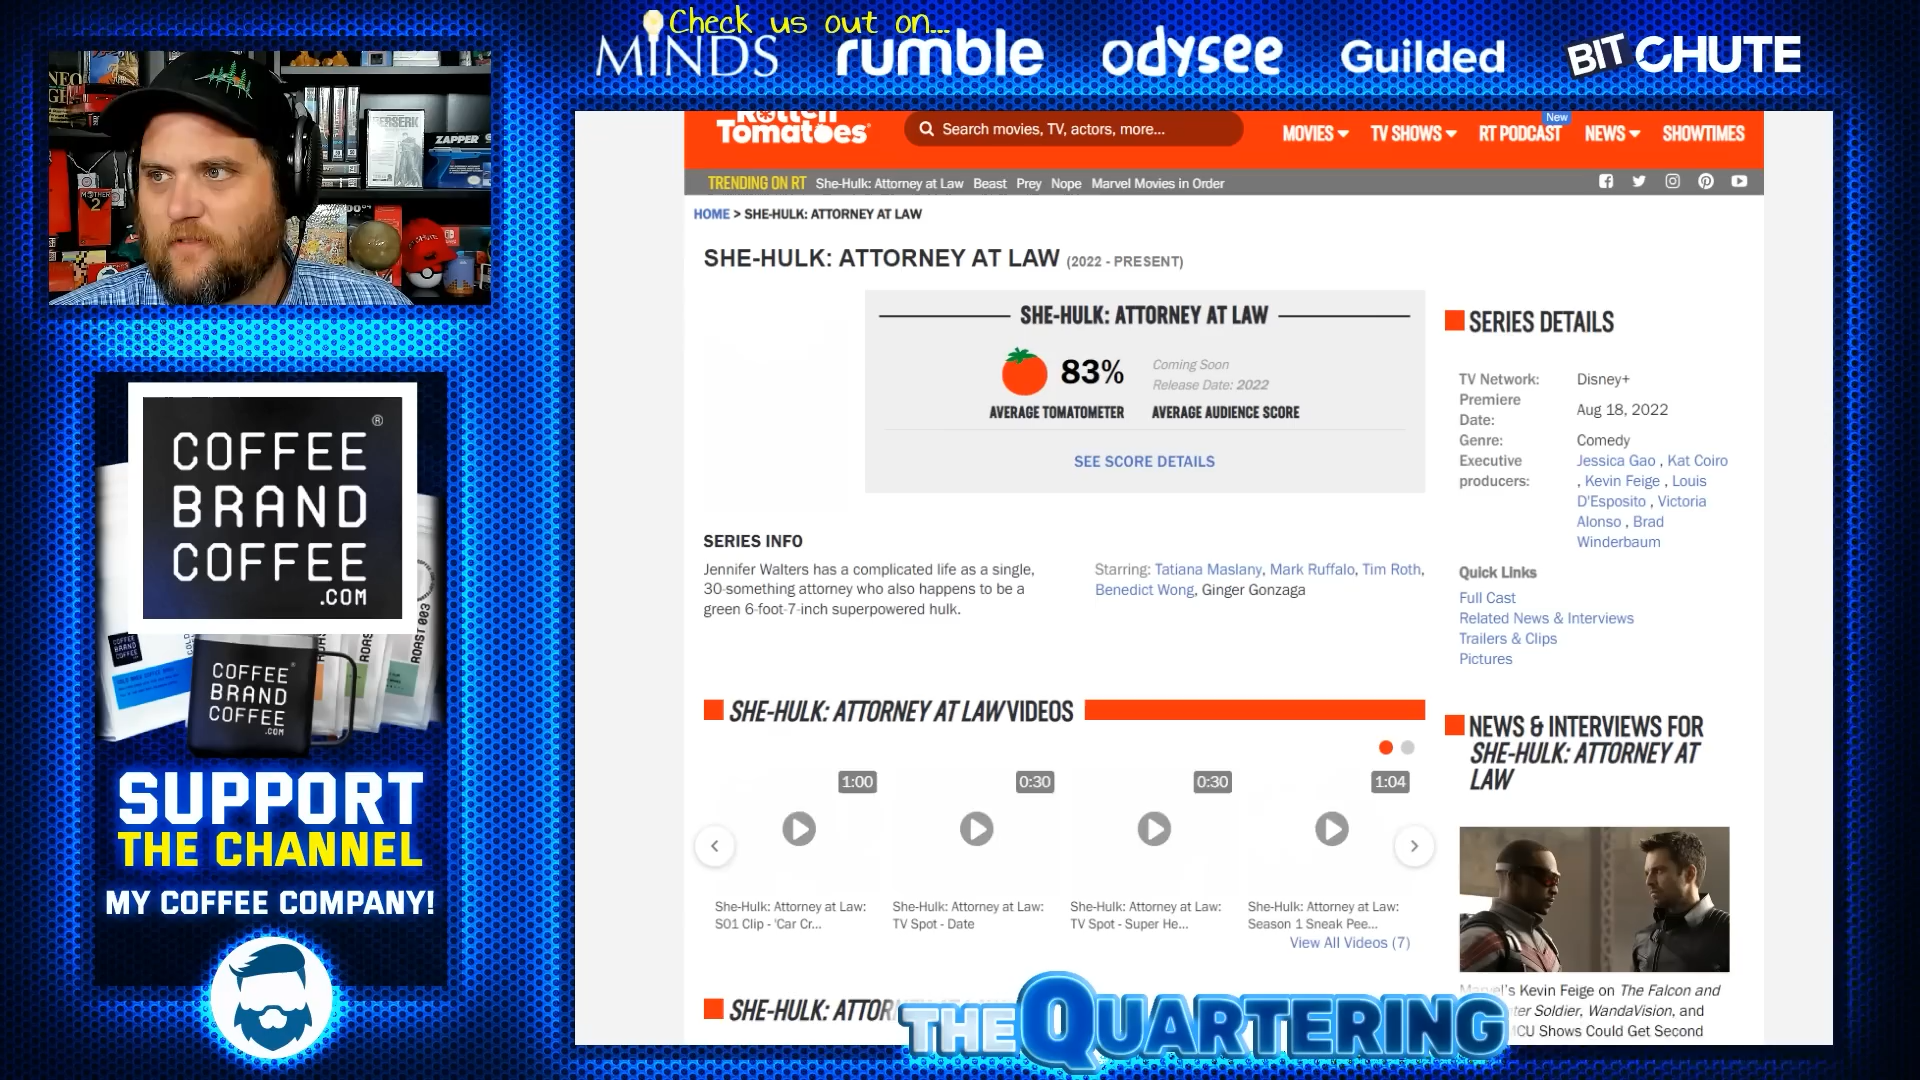 Check us out on...
MINDS
rumble
odysee
Guilded
BITCHUTE
BERSERK
ZAPPER
MOTHER
2
Rotten
Tomatoes
Search movies, TV, actors, more...
New
MOVIES
TV SHOWS
RT PODCAST
NEWS
SHOWTIMES
TRENDING ON RT She-Hulk: Attorney at Law Beast Prey Nope Marvel Movies in Order
HOME > SHE-HULK: ATTORNEY AT LAW
SHE-HULK: ATTORNEY AT LAW (2022 - PRESENT)
SHE-HULK: ATTORNEY AT LAW
83%
Coming Soon
Release Date: 2022
AVERAGE TOMATOMETER
AVERAGE AUDIENCE SCORE
SEE SCORE DETAILS
SERIES INFO
Jennifer Walters has a complicated life as a single,
30-something attorney who also happens to be a
green 6-foot-7-inch superpowered hulk.
Starring: Tatiana Maslany, Mark Ruffalo, Tim Roth,
Benedict Wong, Ginger Gonzaga
SERIES DETAILS
TV Network: Disney+
Premiere
Date:
Aug 18, 2022
Genre: Comedy
Executive
producers:
Jessica Gao , Kat Coiro
, Kevin Feige , Louis
D'Esposito , Victoria
Alonso , Brad
Winderbaum
Quick Links
Full Cast
Related News & Interviews
Trailers & Clips
Pictures
SHE-HULK: ATTORNEY AT LAW VIDEOS
1:00
0:30
0:30
1:04
She-Hulk: Attorney at Law:
S01 Clip - 'Car Cr...
She-Hulk: Attorney at Law:
TV Spot - Date
She-Hulk: Attorney at Law:
TV Spot - Super He...
She-Hulk: Attorney at Law:
Season 1 Sneak Pee...
View All Videos (7)
NEWS & INTERVIEWS FOR
SHE-HULK: ATTORNEY AT
LAW
Kevin Feige on The Falcon and
Soldier, WandaVision, and
MCU Shows Could Get Second
SHE-HULK:
THE QUARTERING
COFFEE ®
BRAND
COFFEE
.COM
ROAST 003
COFFEE
BRAND
COFFEE
.COM
SUPPORT
THE CHANNEL
MY COFFEE COMPANY!